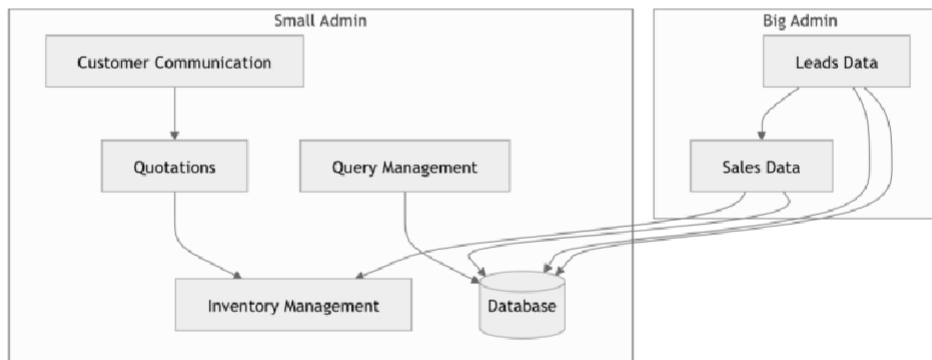 Small Admin
Big Admin
Customer Communication
Leads Data
Quotations
Query Management
Sales Data
Inventory Management
Database